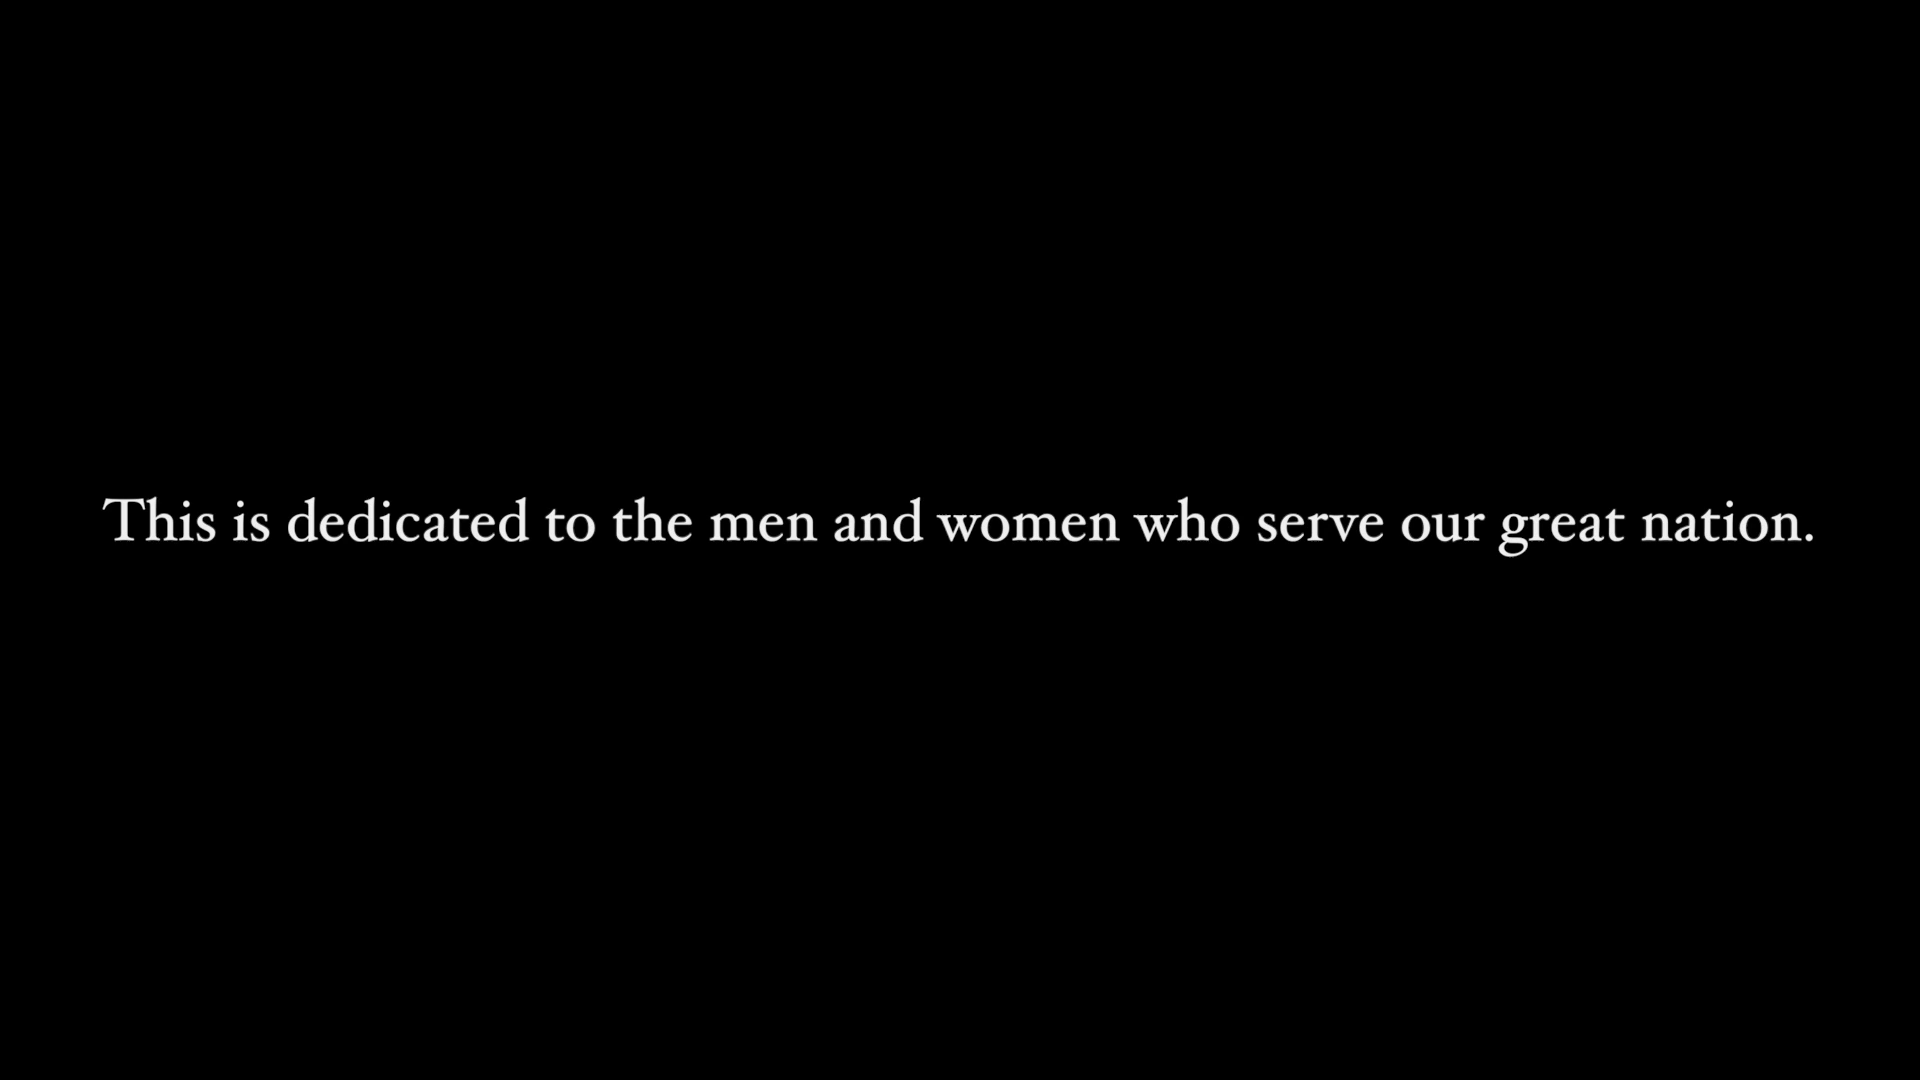 This is dedicated to the men and women who serve our great nation.